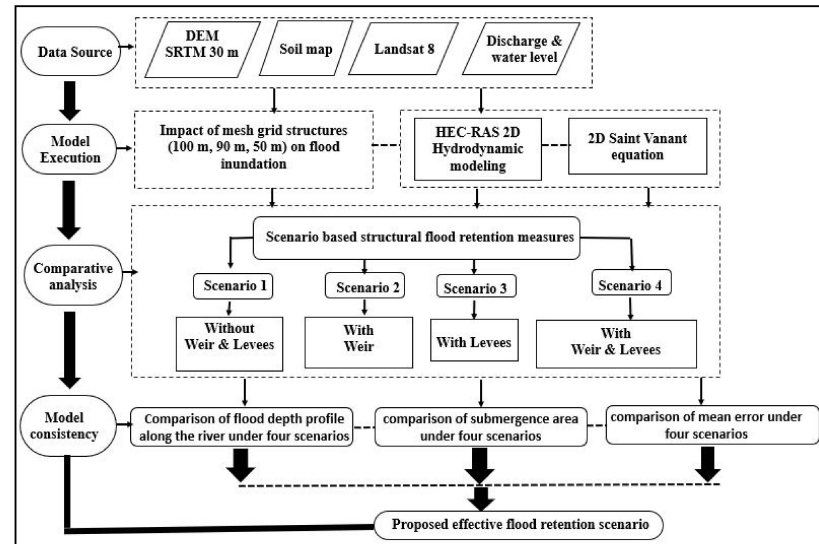 Data Source
DEM
SRTM 30 m
Soil map
Landsat 8
Discharge &
water level
Model
Execution
Impact of mesh grid structures
(100 m, 90 m, 50 m) on flood
inundation
HEC-RAS 2D
Hydrodynamic
modeling
2D Saint Vanant
equation
Comparative
analysis
Scenario based structural flood retention measures
Scenario 1
Scenario 2
Scenario 3
Scenario 4
Without
Weir & Levees
With
Weir
With Levees
With
Weir & Levees
Model
consistency
Comparison of flood depth profile
along the river under four scenarios
comparison of submergence area
under four scenarios
comparison of mean error under
four scenarios
Proposed effective flood retention scenario